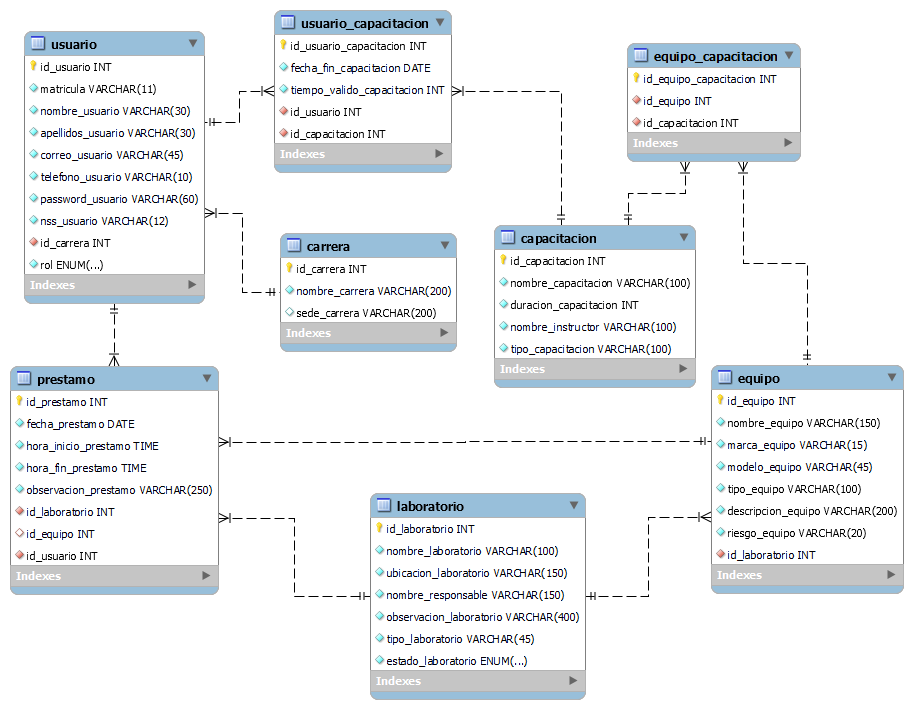 usuario
id_usuario INT
matricula VARCHAR(11)
nombre_usuario VARCHAR(30)
apellidos_usuario VARCHAR(30)
correo_usuario VARCHAR(45)
telefono_usuario VARCHAR(10)
password_usuario VARCHAR(60)
nss_usuario VARCHAR(12)
id_carrera INT
rol ENUM(...)
Indexes
usuario_capacitacion
id_usuario_capacitacion INT
fecha_fin_capacitacion DATE
tiempo_valido_capacitacion INT
id_usuario INT
id_capacitacion INT
Indexes
equipo_capacitacion
id_equipo_capacitacion INT
id_equipo INT
id_capacitacion INT
Indexes
carrera
id_carrera INT
nombre_carrera VARCHAR(200)
sede_carrera VARCHAR(200)
Indexes
capacitacion
id_capacitacion INT
nombre_capacitacion VARCHAR(100)
duracion_capacitacion INT
nombre_instructor VARCHAR(100)
tipo_capacitacion VARCHAR(100)
Indexes
prestamo
id_prestamo INT
fecha_prestamo DATE
hora_inicio_prestamo TIME
hora_fin_prestamo TIME
observacion_prestamo VARCHAR(250)
id_laboratorio INT
id_equipo INT
id_usuario INT
Indexes
equipo
id_equipo INT
nombre_equipo VARCHAR(150)
marca_equipo VARCHAR(15)
modelo_equipo VARCHAR(45)
tipo_equipo VARCHAR(100)
descripcion_equipo VARCHAR(200)
riesgo_equipo VARCHAR(20)
id_laboratorio INT
Indexes
laboratorio
id_laboratorio INT
nombre_laboratorio VARCHAR(100)
ubicacion_laboratorio VARCHAR(150)
nombre_responsable VARCHAR(150)
observacion_laboratorio VARCHAR(400)
tipo_laboratorio VARCHAR(45)
estado_laboratorio ENUM(...)
Indexes